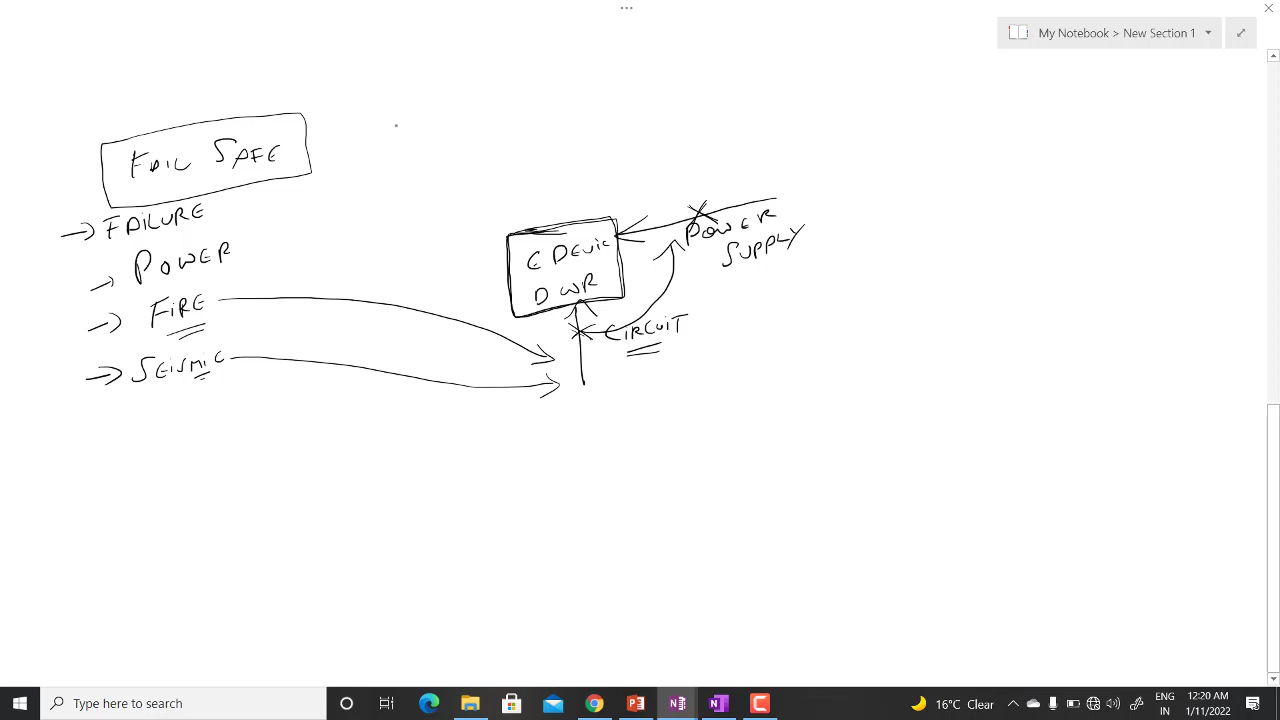 My Notebook > New Section 1
FAIL SAFE
→ FAILURE
→ POWER
→ FIRE
→ SEISMIC
E DEVIC
DWR
POWER
SUPPLY
CIRCUIT
Type here to search
16°C Clear
ENG
IN
12:20 AM
1/11/2022